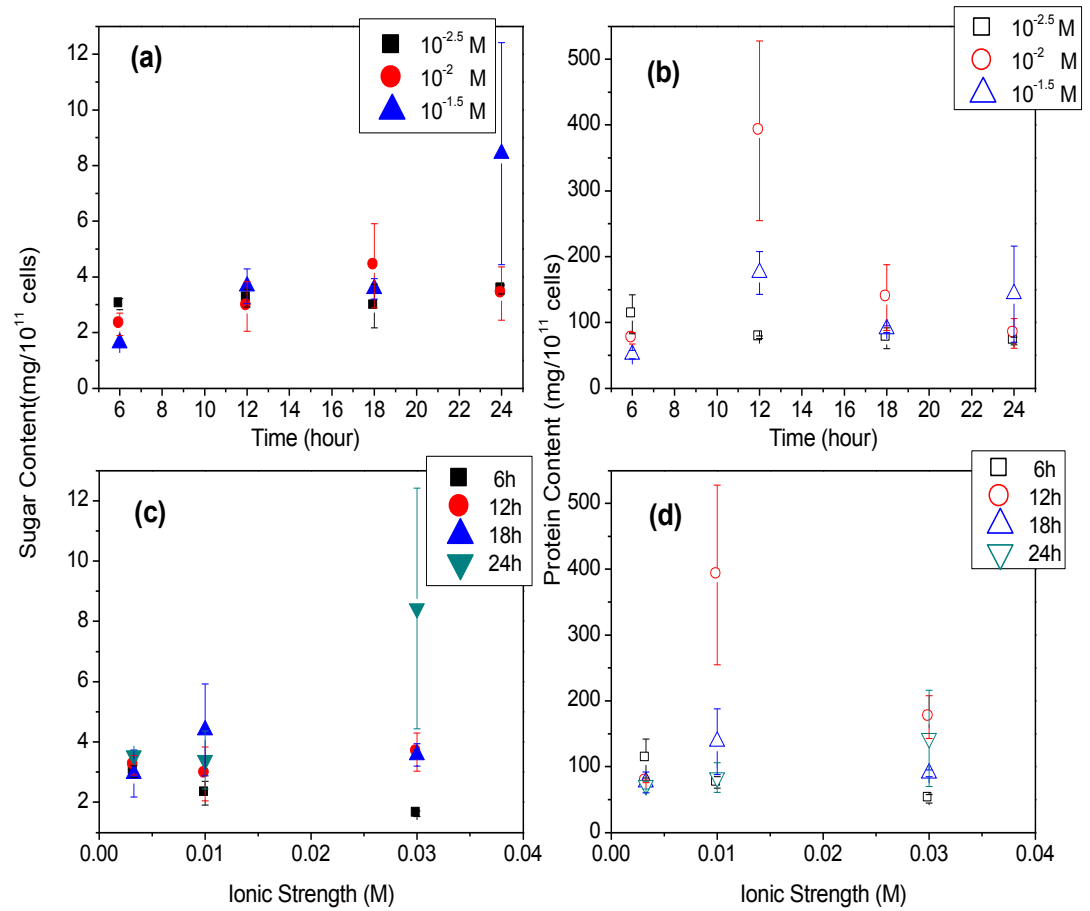 (a)
10^-2.5 M
10^-2 M
10^-1.5 M
12
10
8
6
4
2
0
6 8 10 12 14 16 18 20 22 24
Time (hour)
(b)
10^-2.5 M
10^-2 M
10^-1.5 M
500
450
400
350
300
250
200
150
100
50
0
6 8 10 12 14 16 18 20 22 24
Time (hour)
Sugar Content(mg/10^11 cells)
Protein Content (mg/10^11 cells)
(c)
6h
12h
18h
24h
12
10
8
6
4
2
0.00 0.01 0.02 0.03 0.04
Ionic Strength (M)
(d)
6h
12h
18h
24h
500
400
300
200
100
0
0.00 0.01 0.02 0.03 0.04
Ionic Strength (M)